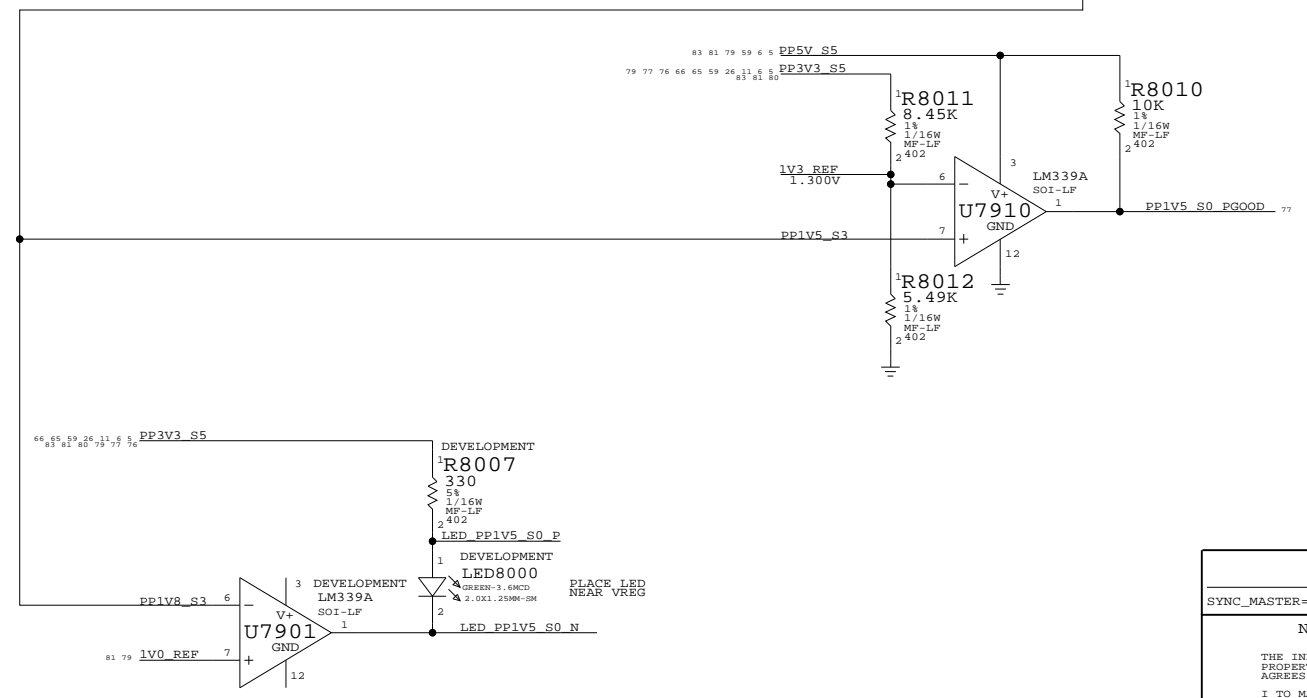 83 81 79 59 6 5 PP5V_S5
79 77 76 66 65 59 26 11 6 5 PP3V3_S5
83 81 80
1
R8011
8.45K
1%
1/16W
MF-LF
402
2
1
R8010
10K
1%
1/16W
MF-LF
402
2
1V3_REF
1.300V
6
3
LM339A
SOI-LF
V+
1
U7910
GND
PP1V5_S0_PGOOD 77
PP1V5_S3
7
12
1
R8012
5.49K
1%
1/16W
MF-LF
402
2
66 65 59 26 11 6 5 PP3V3_S5
83 81 80 79 77 76
DEVELOPMENT
1
R8007
330
5%
1/16W
MF-LF
402
2
LED_PP1V5_S0_P
1
DEVELOPMENT
LED8000
GREEN-3.6MCD
2.0X1.25MM-SM
2
PLACE LED
NEAR VREG
3
DEVELOPMENT
LM339A
SOI-LF
PP1V8_S3 6
V+
U7901
GND
1
LED_PP1V5_S0_N
81 79 1V0_REF 7
12
SYNC_MASTER=
N
THE IN
PROPERT
AGREES
I TO MA